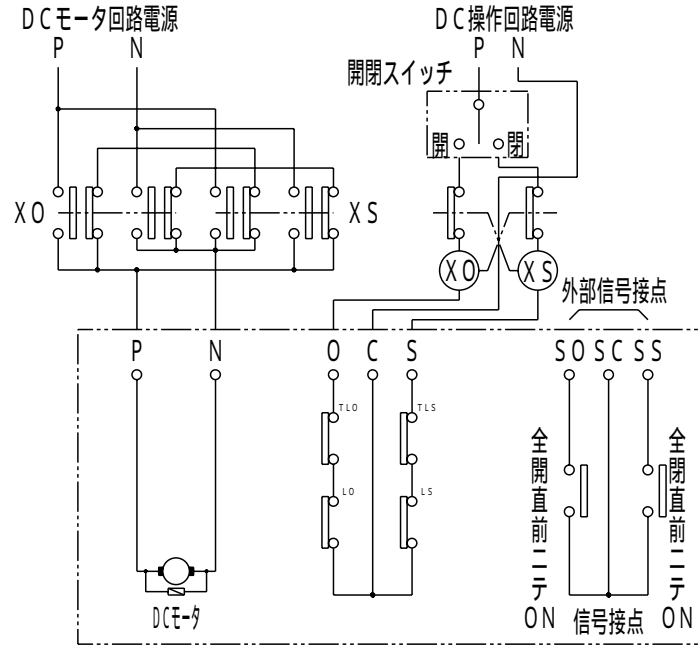 DCモータ回路電源
P N
DC操作回路電源
P N
開閉スイッチ
開 閉
XO XS
XO XS
外部信号接点
P N O C S SO SC SS
TLO TLS
LO LS
全開直前ニテON
全閉直前ニテON
DCモータ
信号接点